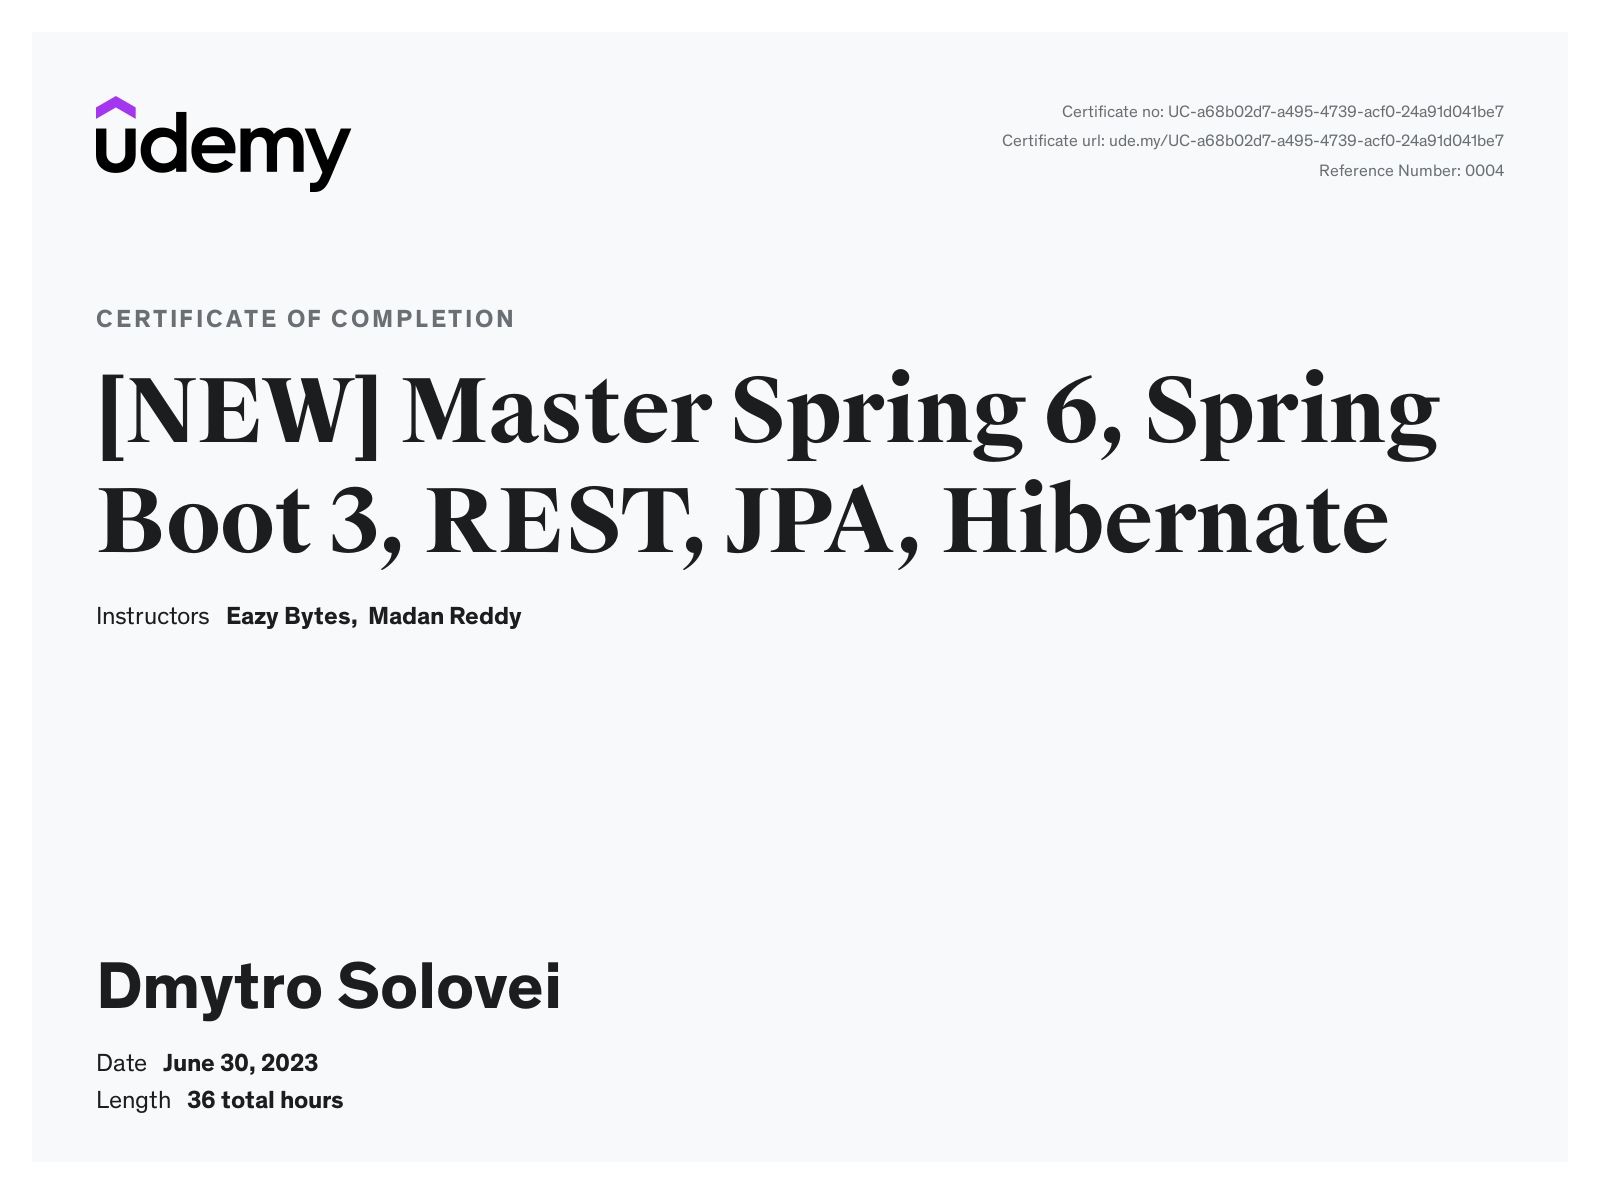 udemy
Certificate no: UC-a68b02d7-a495-4739-acf0-24a91d041be7
Certificate url: ude.my/UC-a68b02d7-a495-4739-acf0-24a91d041be7
Reference Number: 0004
CERTIFICATE OF COMPLETION
[NEW] Master Spring 6, Spring
Boot 3, REST, JPA, Hibernate
Instructors Eazy Bytes, Madan Reddy
Dmytro Solovei
Date June 30, 2023
Length 36 total hours